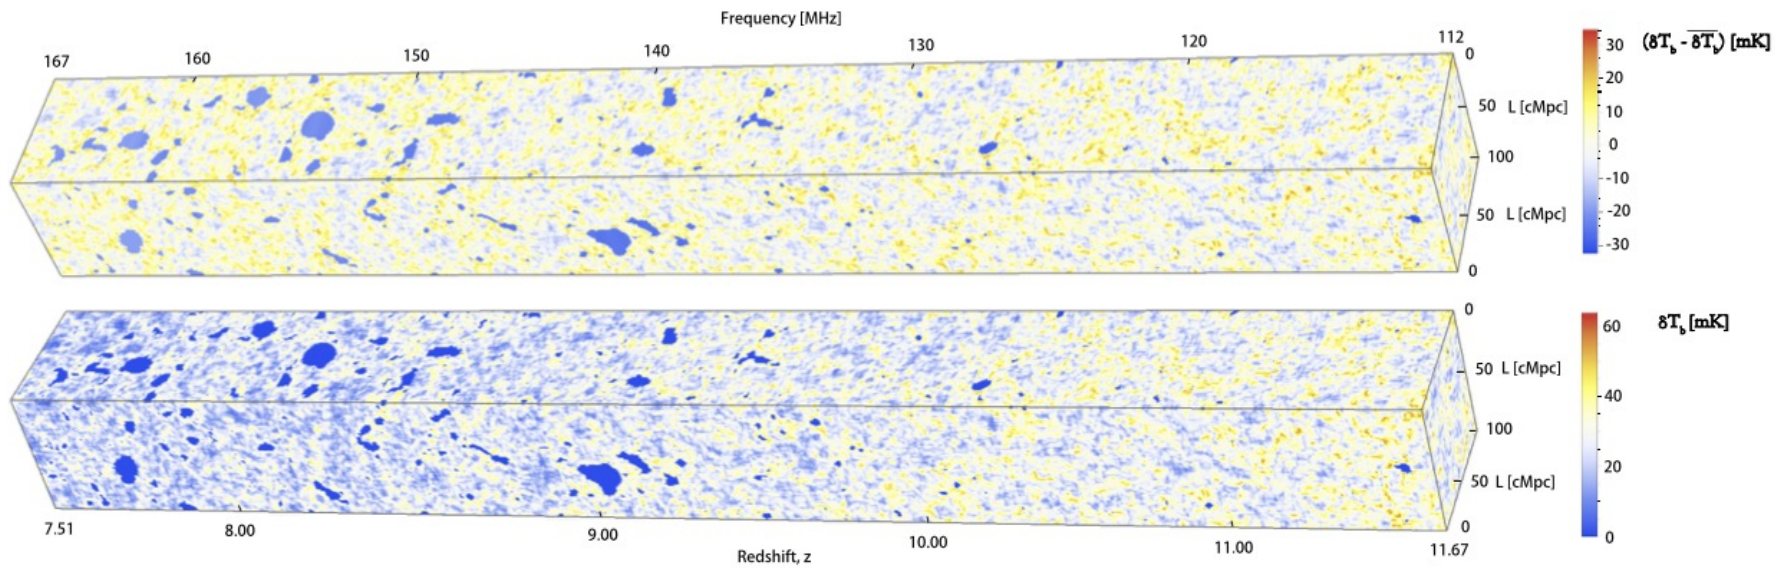 Frequency [MHz]
167 160 150 140 130 120 112
0
50 L [cMpc]
100
50 L [cMpc]
0
(δT_b - \overline{δT_b}) [mK]
30
20
10
0
-10
-20
-30
0
50 L [cMpc]
100
50 L [cMpc]
0
δT_b [mK]
60
40
20
0
7.51 8.00 9.00 10.00 11.00 11.67
Redshift, z